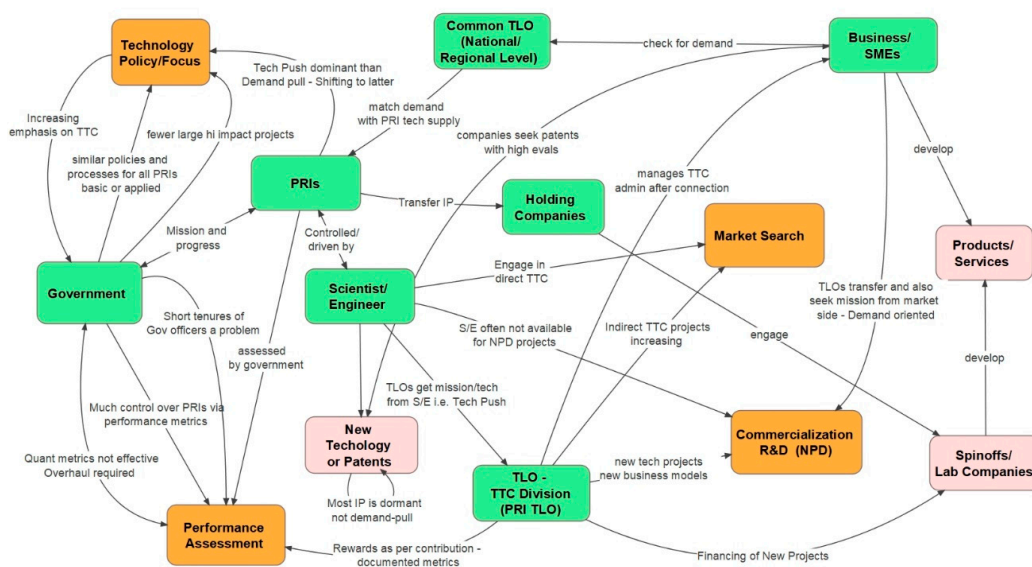 Technology
Policy/Focus
Common TLO
(National/
Regional Level)
check for demand
Business/
SMEs
Tech Push dominant than
Demand pull - Shifting to latter
Increasing
emphasis on TTC
match demand
with PRI tech supply
fewer large hi impact projects
companies seek patents
with high evals
develop
similar policies and
processes for all PRIs
basic or applied
PRIs
manages TTC
admin after connection
Transfer IP
Holding
Companies
Mission and
progress
Controlled/
driven by
Market Search
Products/
Services
Engage in
direct TTC
Government
Scientist/
Engineer
TLOs transfer and also
seek mission from market
side - Demand oriented
Short tenures of
Gov officers a problem
S/E often not available
for NPD projects
Indirect TTC projects
increasing
engage
assessed
by government
develop
TLOs get mission/tech
from S/E i.e. Tech Push
Much control over PRIs via
performance metrics
New
Techology
or Patents
Commercialization
R&D (NPD)
Quant metrics not effective
Overhaul required
Spinoffs/
Lab Companies
TLO -
TTC Division
(PRI TLO)
new tech projects
new business models
Most IP is dormant
not demand-pull
Performance
Assessment
Rewards as per contribution -
documented metrics
Financing of New Projects